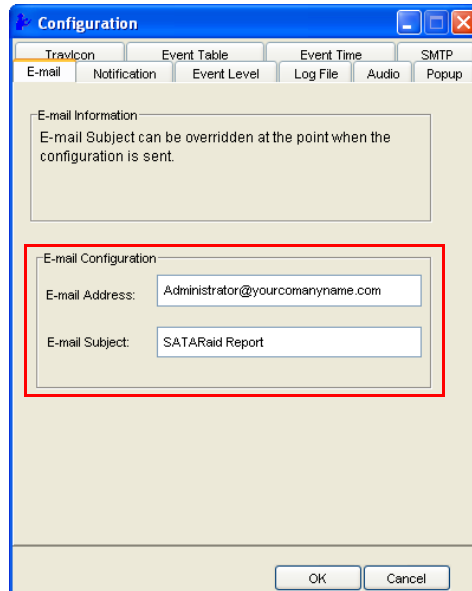 Configuration
TravIcon Event Table Event Time SMTP
E-mail Notification Event Level Log File Audio Popup
E-mail Information
E-mail Subject can be overridden at the point when the
configuration is sent.
E-mail Configuration
E-mail Address: Administrator@yourcomanyname.com
E-mail Subject: SATARaid Report
OK Cancel